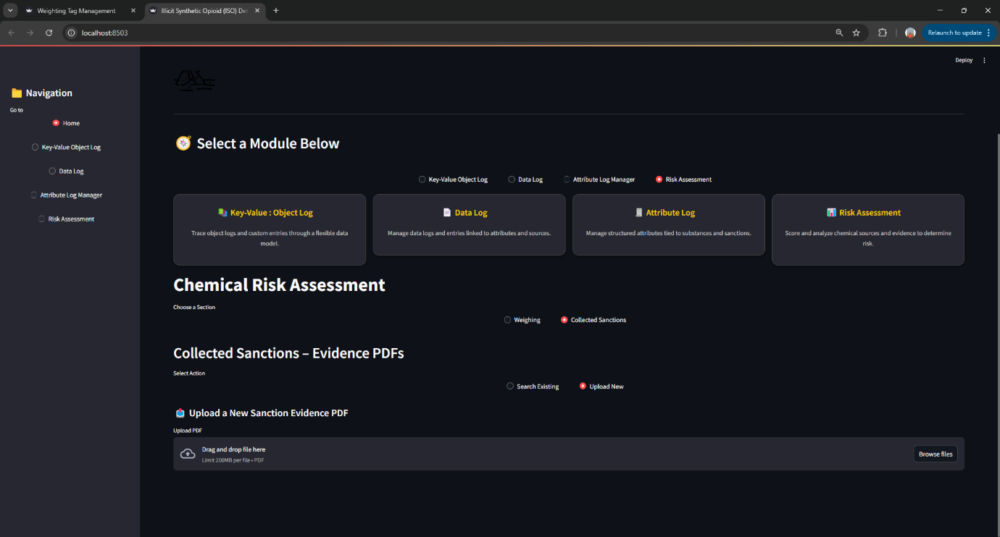 Weighting Tag Management
Illicit Synthetic Opioid (ISO) De
localhost:8503
Relaunch to update
Deploy
Navigation
Go to
Home
Key-Value Object Log
Data Log
Attribute Log Manager
Risk Assessment
Select a Module Below
Key-Value Object Log Data Log Attribute Log Manager Risk Assessment
Key-Value : Object Log
Trace object logs and custom entries through a flexible data
model.
Data Log
Manage data logs and entries linked to attributes and sources.
Attribute Log
Manage structured attributes tied to substances and sanctions.
Risk Assessment
Score and analyze chemical sources and evidence to determine
risk.
Chemical Risk Assessment
Choose a Section
Weighing Collected Sanctions
Collected Sanctions – Evidence PDFs
Select Action
Search Existing Upload New
Upload a New Sanction Evidence PDF
Upload PDF
Drag and drop file here
Limit 200MB per file • PDF
Browse files